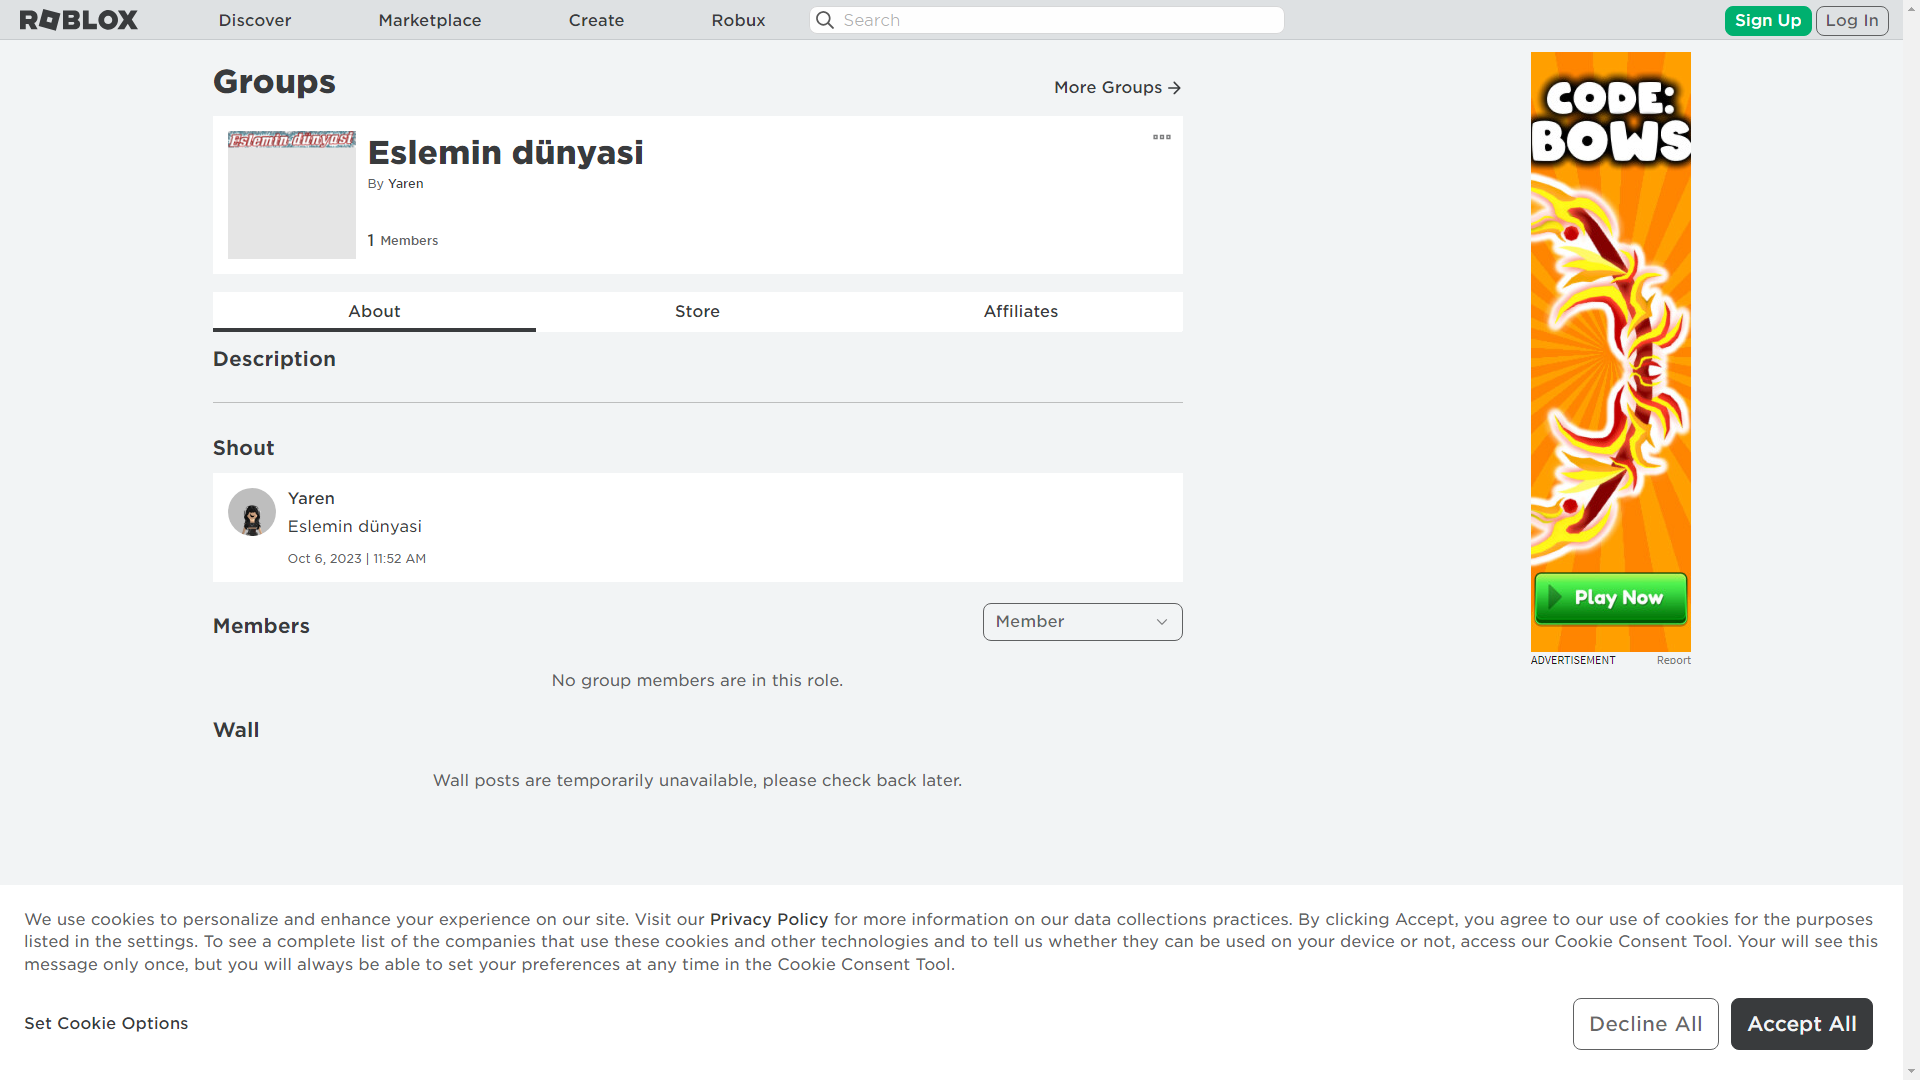 ROBLOX
Discover
Marketplace
Create
Robux
Search
Sign Up
Log In
Groups
More Groups
Eslemin dünyasi
Eslemin dünyasi
By Yaren
1 Members
About
Store
Affiliates
Description
Shout
Yaren
Eslemin dünyasi
Oct 6, 2023 | 11:52 AM
Members
Member
No group members are in this role.
Wall
Wall posts are temporarily unavailable, please check back later.
CODE:
BOWS
Play Now
ADVERTISEMENT
Report
We use cookies to personalize and enhance your experience on our site. Visit our Privacy Policy for more information on our data collections practices. By clicking Accept, you agree to our use of cookies for the purposes
listed in the settings. To see a complete list of the companies that use these cookies and other technologies and to tell us whether they can be used on your device or not, access our Cookie Consent Tool. Your will see this
message only once, but you will always be able to set your preferences at any time in the Cookie Consent Tool.
Set Cookie Options
Decline All
Accept All